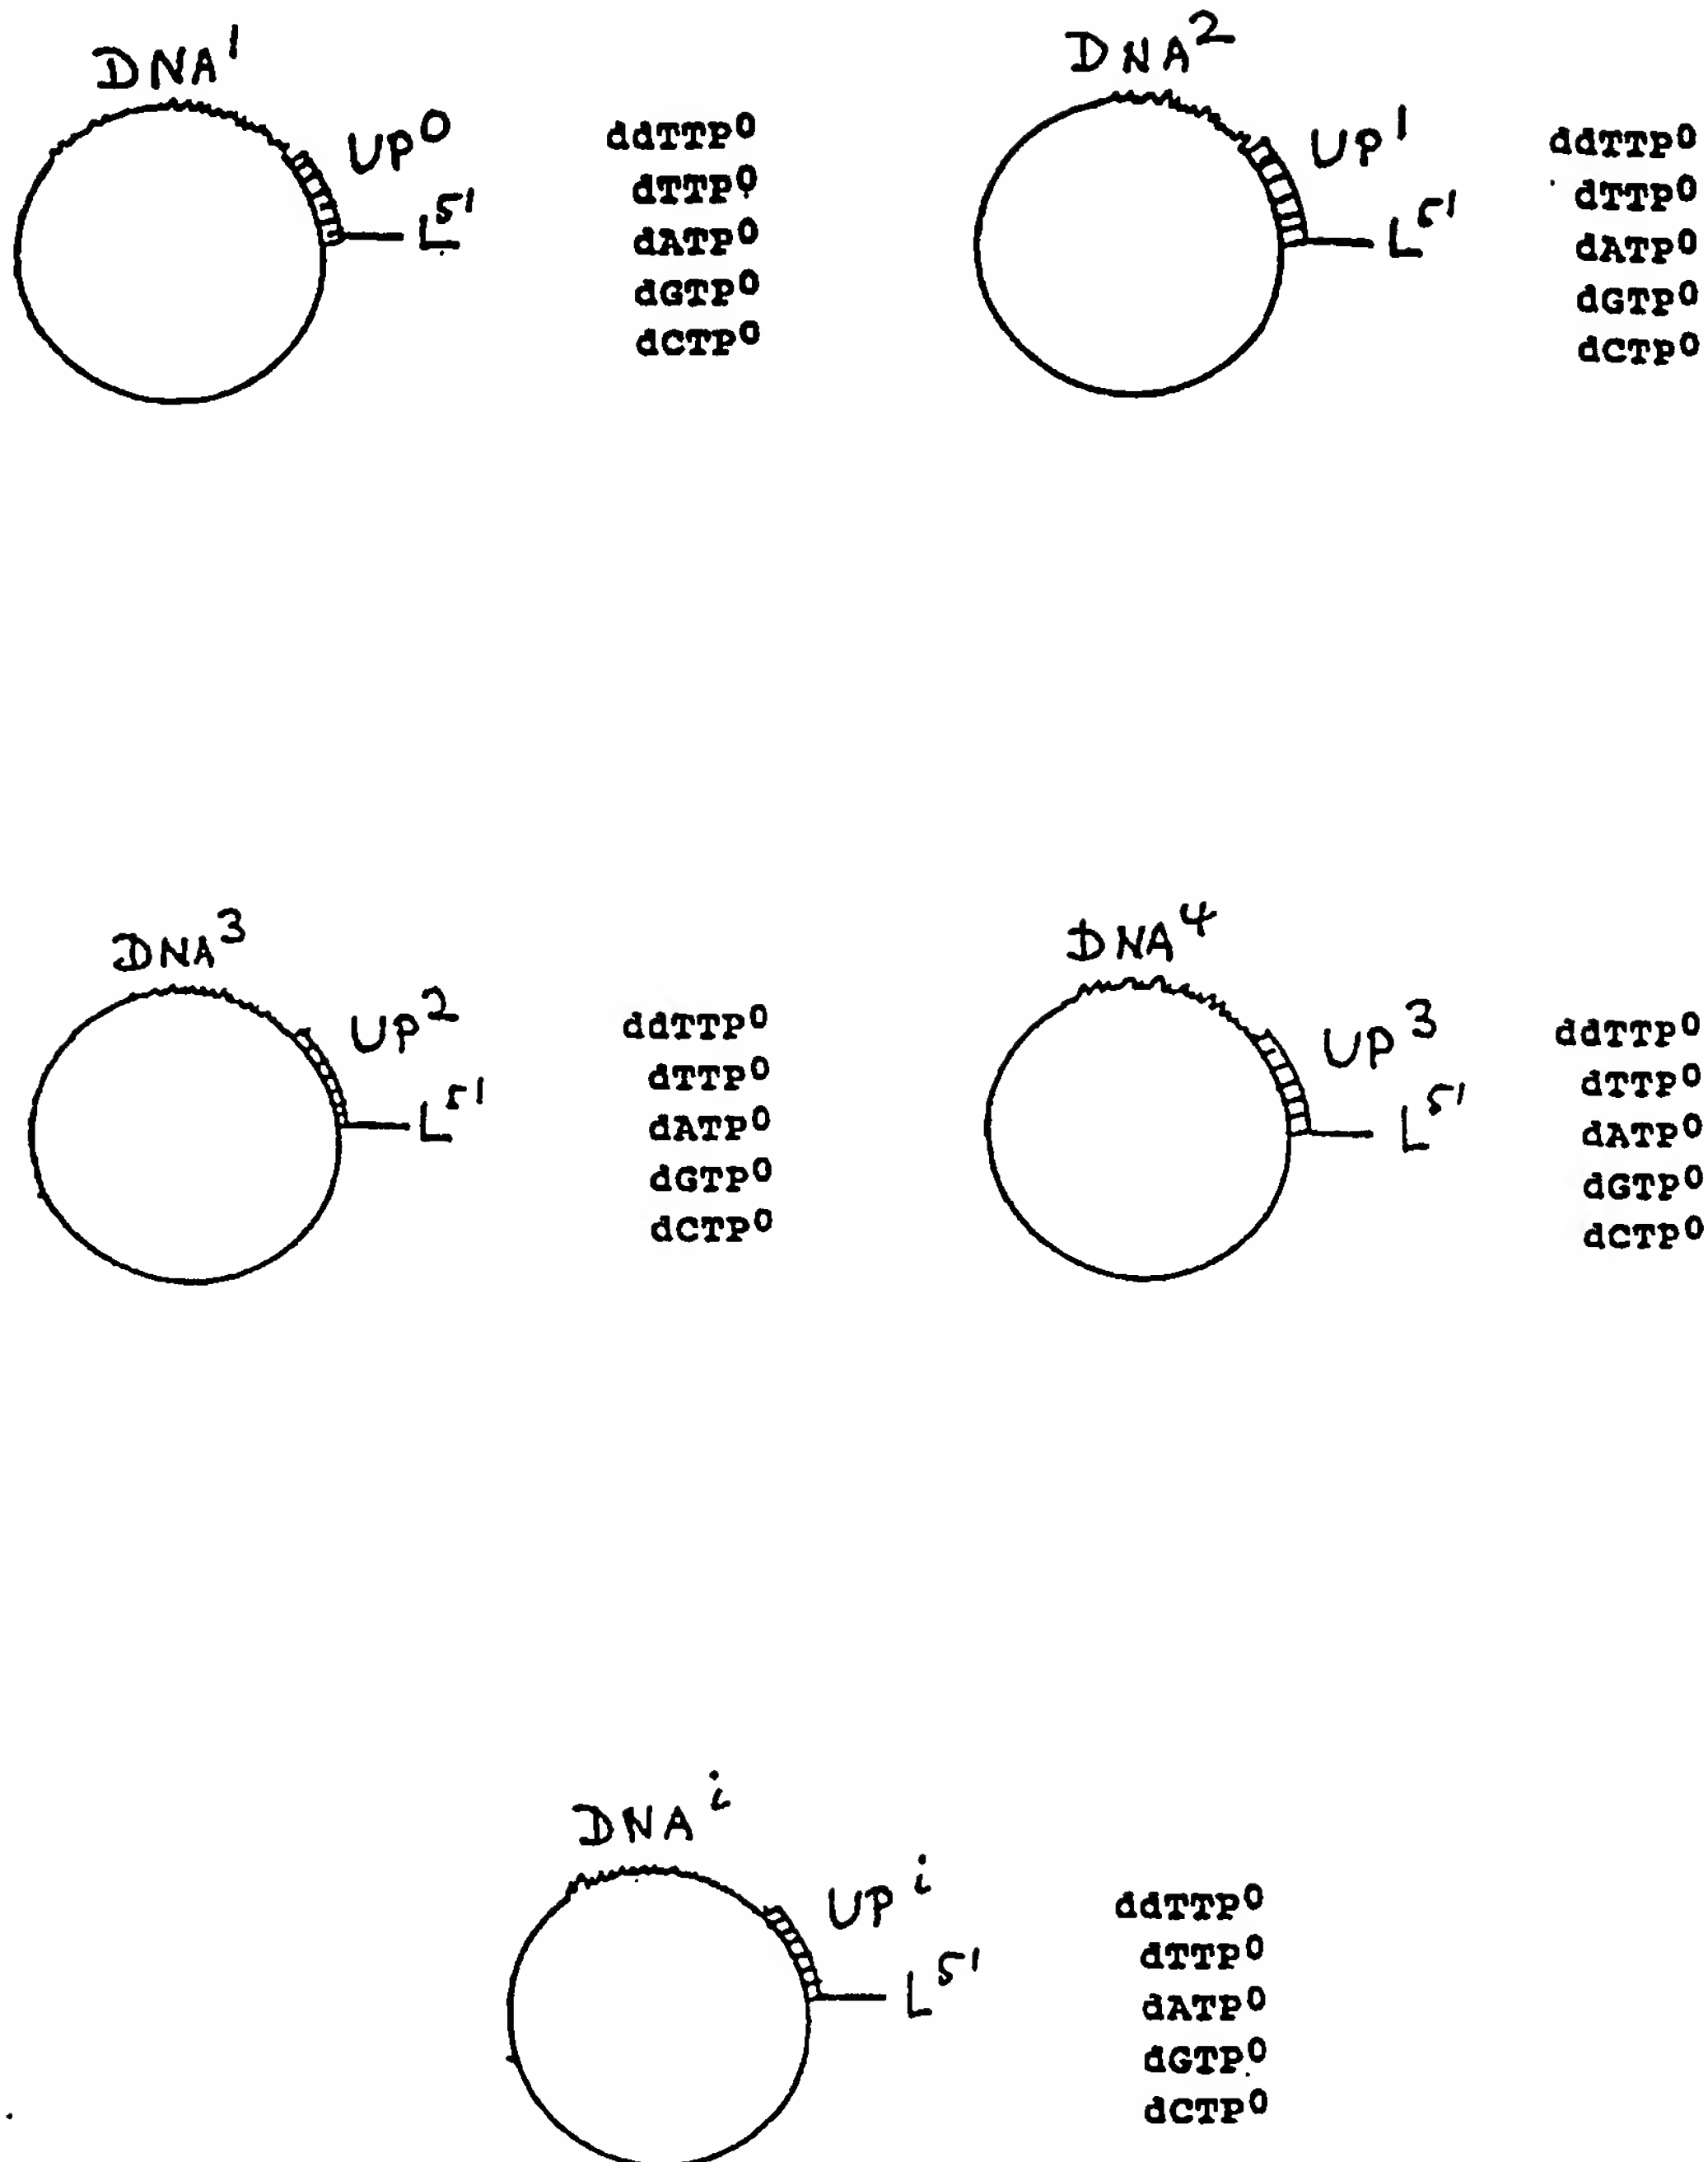 DNA¹
UP⁰
L⁵'
ddTTP⁰
dTTP⁰
dATP⁰
dGTP⁰
dCTP⁰
DNA²
UP¹
L⁵'
ddTTP⁰
dTTP⁰
dATP⁰
dGTP⁰
dCTP⁰
DNA³
UP²
L⁵'
ddTTP⁰
dTTP⁰
dATP⁰
dGTP⁰
dCTP⁰
DNA⁴
UP³
L⁵'
ddTTP⁰
dTTP⁰
dATP⁰
dGTP⁰
dCTP⁰
DNAⁱ
UPⁱ
L⁵'
ddTTP⁰
dTTP⁰
dATP⁰
dGTP⁰
dCTP⁰